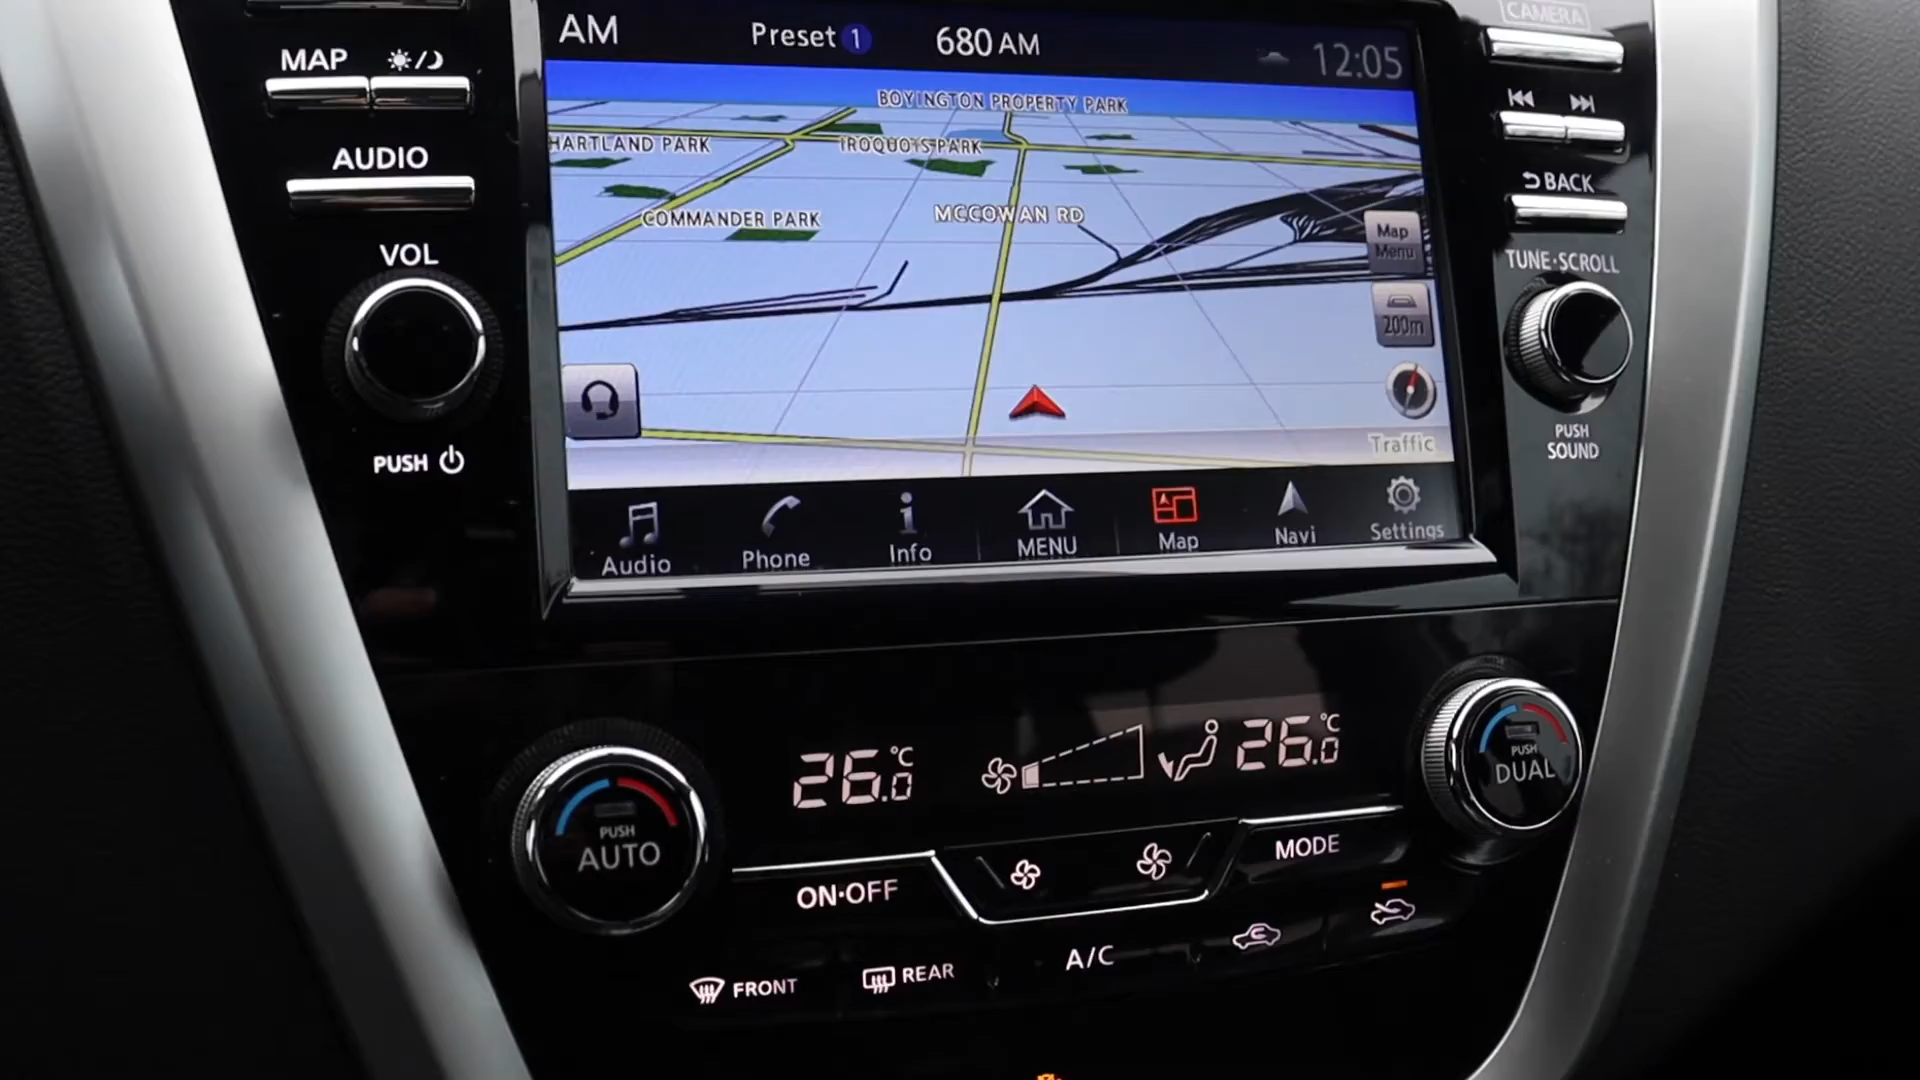 CAMERA
AM Preset 1 680 AM 12:05
MAP
AUDIO
VOL
PUSH
BOYINGTON PROPERTY PARK
HARTLAND PARK
IROQUOIS PARK
COMMANDER PARK
MCCOWAN RD
Map
Menu
200m
Traffic
Audio
Phone
Info
MENU
Map
Navi
Settings
BACK
TUNE·SCROLL
PUSH
SOUND
26.0°C
26.0°C
PUSH
AUTO
PUSH
DUAL
ON·OFF
MODE
FRONT
REAR
A/C